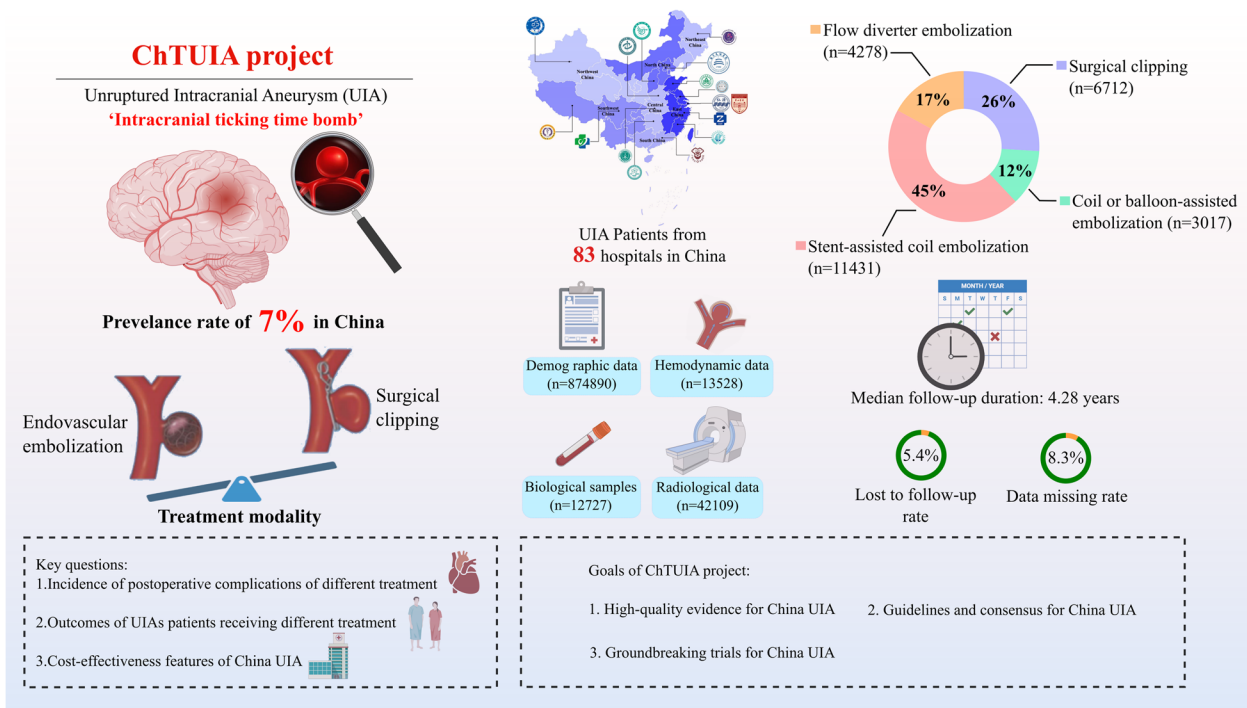 ChTUIA project
Unruptured Intracranial Aneurysm (UIA)
‘Intracranial ticking time bomb’
Prevelance rate of 7% in China
Endovascular
embolization
Surgical
clipping
Treatment modality
Key questions:
1.Incidence of postoperative complications of different treatment
2.Outcomes of UIAs patients receiving different treatment
3.Cost-effectiveness features of China UIA
Northeast
China
North China
Northwest
China
Southwest
China
Central
China
East
China
South China
UIA Patients from
83 hospitals in China
Demog raphic data
(n=874890)
Hemodynamic data
(n=13528)
Biological samples
(n=12727)
Radiological data
(n=42109)
Flow diverter embolization
(n=4278)
Surgical clipping
(n=6712)
17%
26%
12%
45%
Coil or balloon-assisted
embolization (n=3017)
Stent-assisted coil embolization
(n=11431)
MONTH / YEAR
S M T W T F S
Median follow-up duration: 4.28 years
5.4%
Lost to follow-up
rate
8.3%
Data missing rate
Goals of ChTUIA project:
1. High-quality evidence for China UIA
2. Guidelines and consensus for China UIA
3. Groundbreaking trials for China UIA